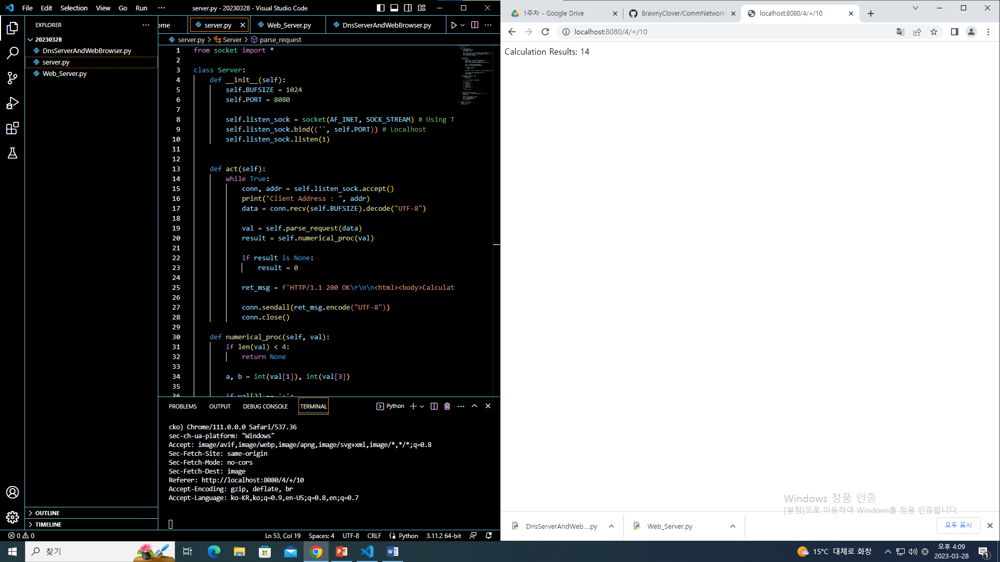 File Edit Selection View Go Run ··· server.py - 20230328 - Visual Studio Code
EXPLORER
20230328
DnsServerAndWebBrowser.py
server.py
Web_Server.py
OUTLINE
TIMELINE
ome server.py Web_Server.py DnsServerAndWebBrowser.py
server.py > Server > parse_request
1 from socket import *
2
3 class Server:
4 def __init__(self):
5 self.BUFSIZE = 1024
6 self.PORT = 8080
7
8 self.listen_sock = socket(AF_INET, SOCK_STREAM) # Using T
9 self.listen_sock.bind(('', self.PORT)) # Localhost
10 self.listen_sock.listen(1)
11
12
13 def act(self):
14 while True:
15 conn, addr = self.listen_sock.accept()
16 print("Client Address : ", addr)
17 data = conn.recv(self.BUFSIZE).decode("UTF-8")
18
19 val = self.parse_request(data)
20 result = self.numerical_proc(val)
21
22 if result is None:
23 result = 0
24
25 ret_msg = f'HTTP/1.1 200 OK\r\n\n<html><body>Calculat
26
27 conn.sendall(ret_msg.encode("UTF-8"))
28 conn.close()
29
30 def numerical_proc(self, val):
31 if len(val) < 4:
32 return None
33
34 a, b = int(val[1]), int(val[3])
35
36 if val[2] == '+':
PROBLEMS OUTPUT DEBUG CONSOLE TERMINAL Python
cko) Chrome/111.0.0.0 Safari/537.36
sec-ch-ua-platform: "Windows"
Accept: image/avif,image/webp,image/apng,image/svg+xml,image/*,*/*;q=0.8
Sec-Fetch-Site: same-origin
Sec-Fetch-Mode: no-cors
Sec-Fetch-Dest: image
Referer: http://localhost:8080/4/+/10
Accept-Encoding: gzip, deflate, br
Accept-Language: ko-KR,ko;q=0.9,en-US;q=0.8,en;q=0.7
0 0 Ln 53, Col 19 Spaces: 4 UTF-8 CRLF Python 3.11.2 64-bit
1주차 - Google Drive BrawnyClover/CommNetwork localhost:8080/4/+/10
localhost:8080/4/+/10
Calculation Results: 14
Windows 정품 인증
[설정]으로 이동하여 Windows를 정품 인증합니다.
DnsServerAndWeb....py Web_Server.py 모두 표시
찾기
15°C 대체로 화창
오후 4:09
2023-03-28
1